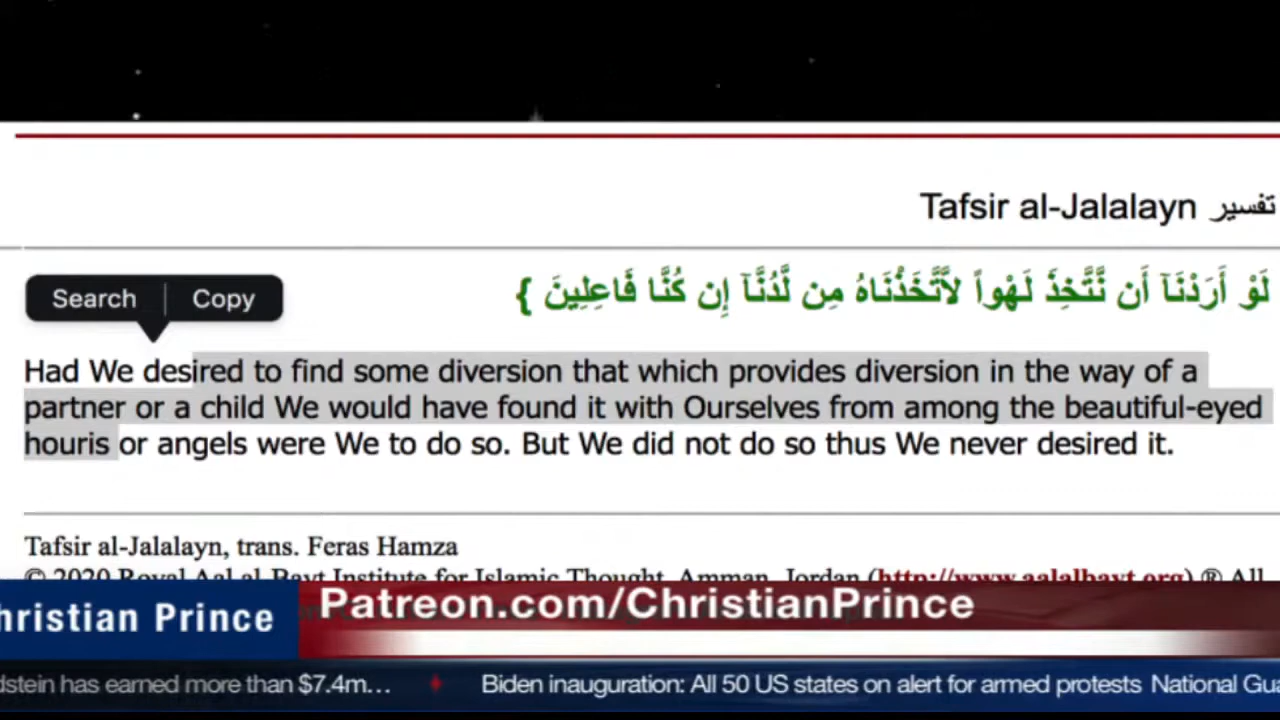 Tafsir al-Jalalayn تفسير
لَوْ أَرَدْنَآ أَن نَّتَّخِذَ لَهْواً لاَّتَّخَذْنَاهُ مِن لَّدُنَّآ إِن كُنَّا فَاعِلِينَ }
Search Copy
Had We desired to find some diversion that which provides diversion in the way of a
partner or a child We would have found it with Ourselves from among the beautiful-eyed
houris or angels were We to do so. But We did not do so thus We never desired it.
Tafsir al-Jalalayn, trans. Feras Hamza
© 2020 Royal Aal al-Bayt Institute for Islamic Thought, Amman, Jordan (http://www.aalalbayt.org) ® All
hristian Prince
Patreon.com/ChristianPrince
dstein has earned more than $7.4m... Biden inauguration: All 50 US states on alert for armed protests National Gua